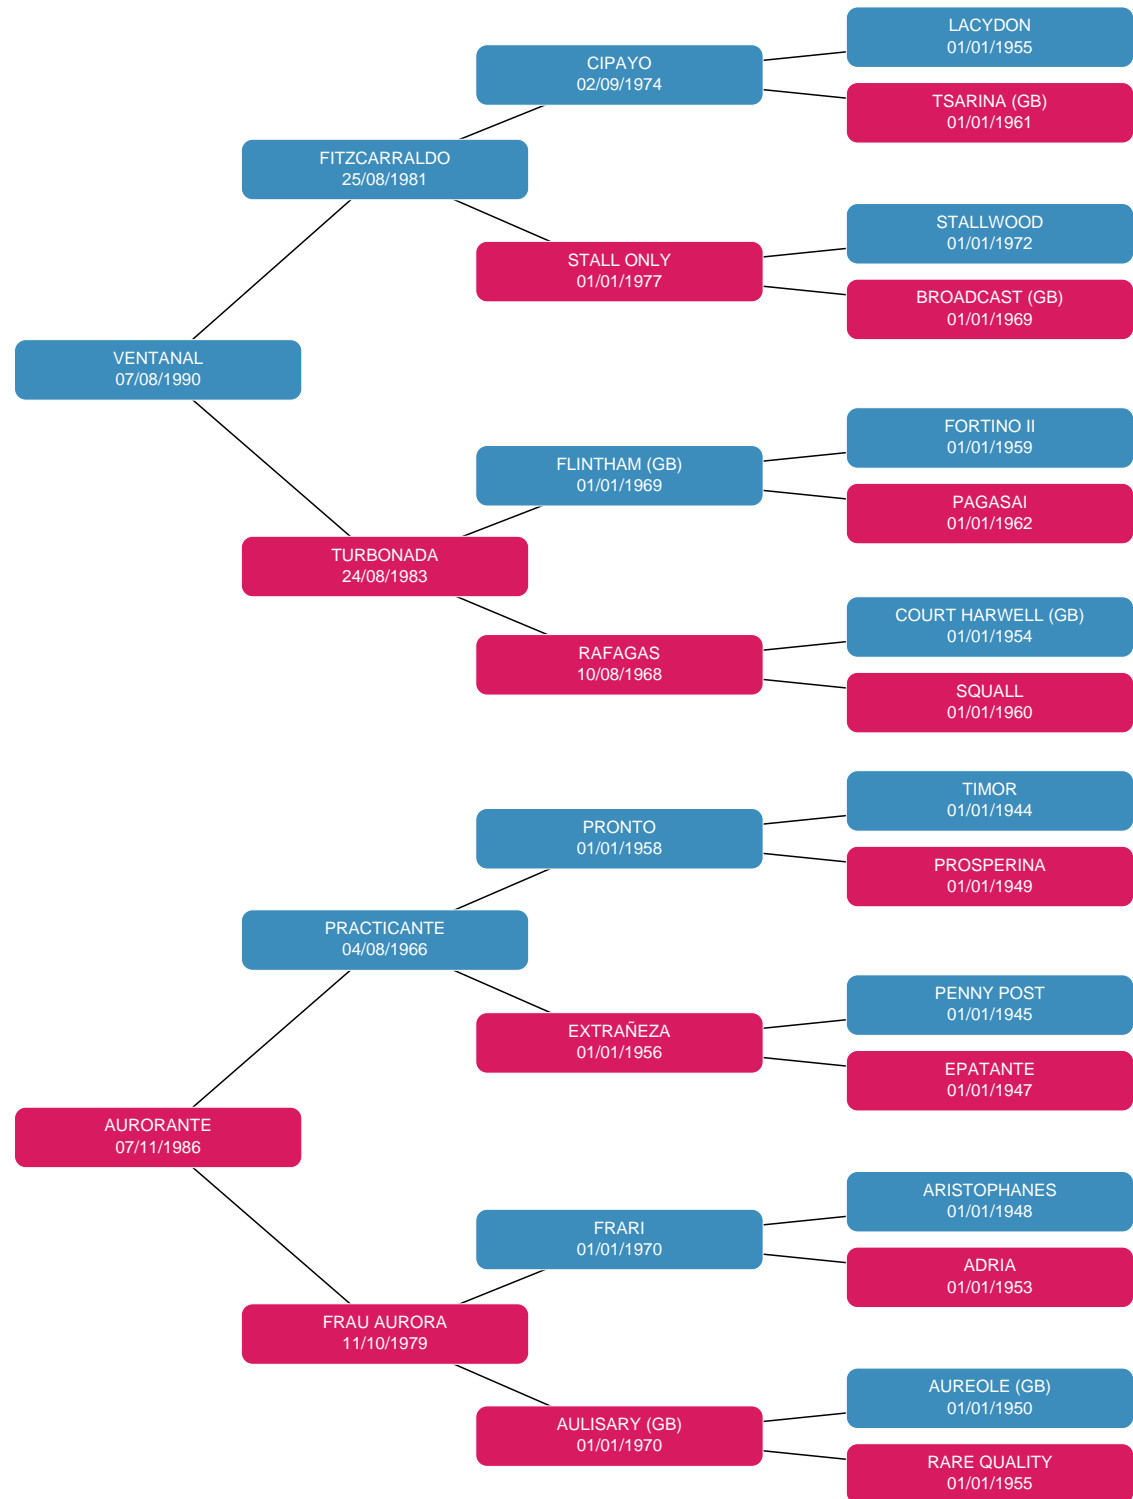 LACYDON
01/01/1955
CIPAYO
02/09/1974
TSARINA (GB)
01/01/1961
FITZCARRALDO
25/08/1981
STALLWOOD
01/01/1972
STALL ONLY
01/01/1977
BROADCAST (GB)
01/01/1969
VENTANAL
07/08/1990
FORTINO II
01/01/1959
FLINTHAM (GB)
01/01/1969
PAGASAI
01/01/1962
TURBONADA
24/08/1983
COURT HARWELL (GB)
01/01/1954
RAFAGAS
10/08/1968
SQUALL
01/01/1960
TIMOR
01/01/1944
PRONTO
01/01/1958
PROSPERINA
01/01/1949
PRACTICANTE
04/08/1966
PENNY POST
01/01/1945
EXTRAÑEZA
01/01/1956
EPATANTE
01/01/1947
AURORANTE
07/11/1986
ARISTOPHANES
01/01/1948
FRARI
01/01/1970
ADRIA
01/01/1953
FRAU AURORA
11/10/1979
AUREOLE (GB)
01/01/1950
AULISARY (GB)
01/01/1970
RARE QUALITY
01/01/1955